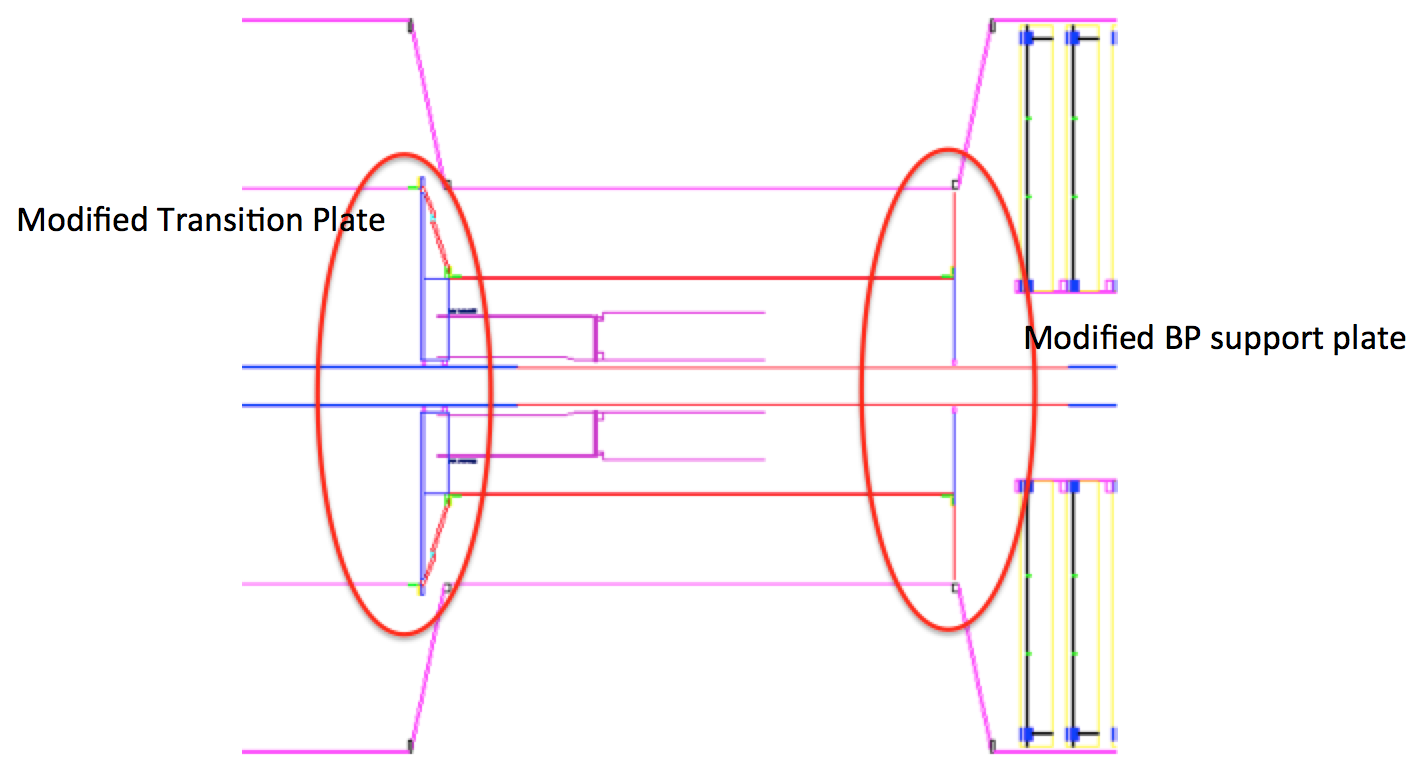 Modified Transition Plate
Modified BP support plate